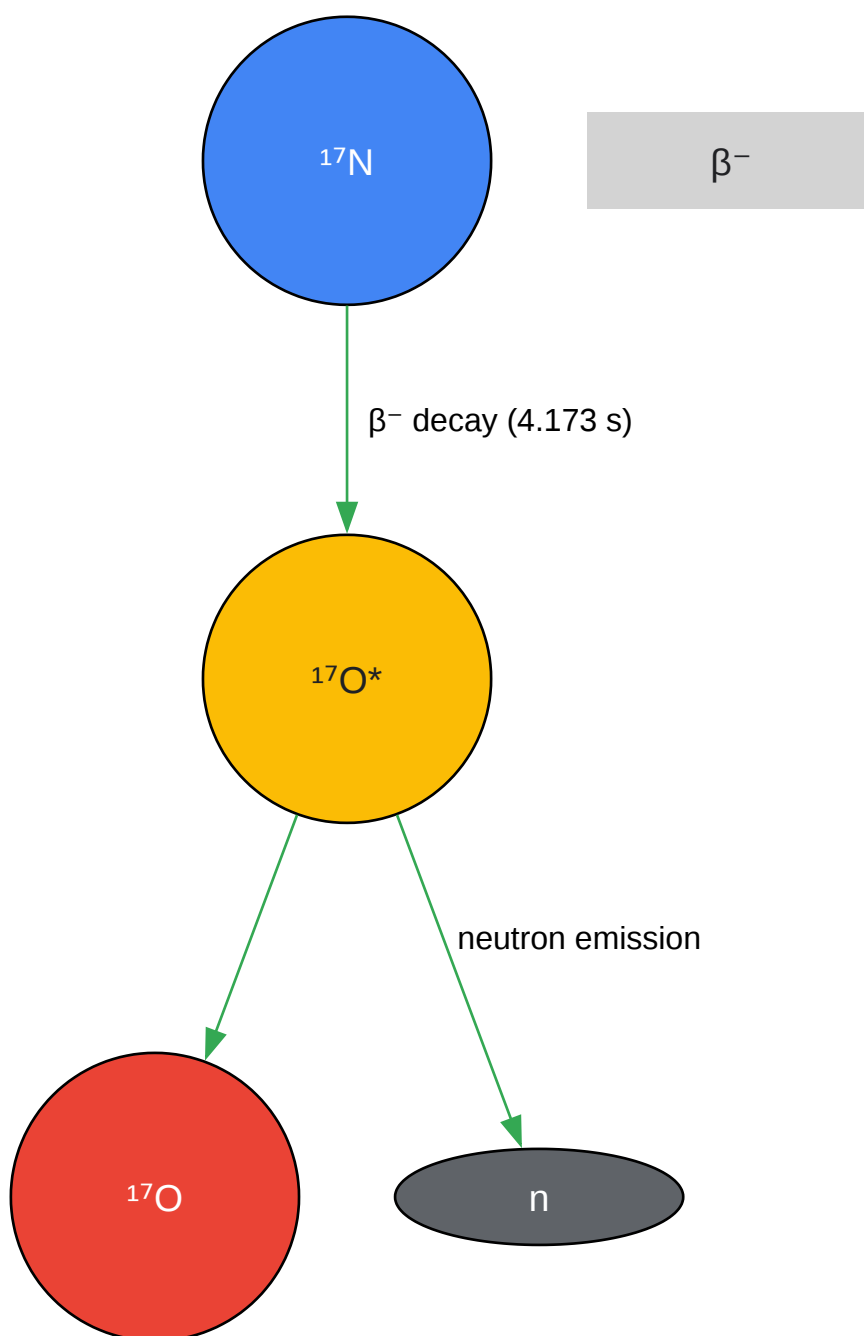 ¹⁷N
β⁻
β⁻ decay (4.173 s)
¹⁷O*
neutron emission
¹⁷O
n